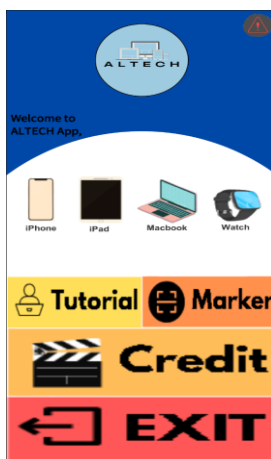 ALTECH
Welcome to
ALTECH App,
iPhone iPad Macbook Watch
Tutorial Marker
Credit
EXIT